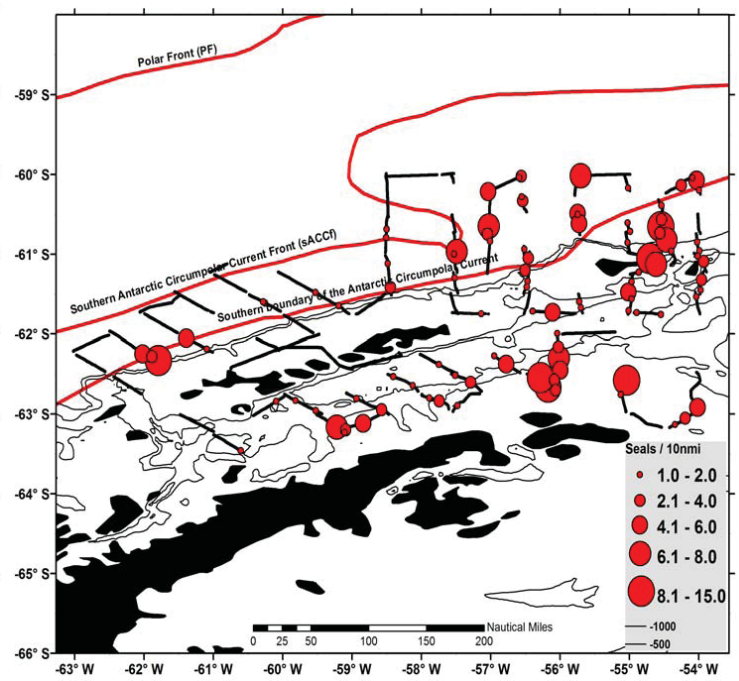 Polar Front (PF)
-59° S
-60° S
-61° S
Southern Antarctic Circumpolar Current Front (sACCf)
Southern boundary of the Antarctic Circumpolar Current
-62° S
-63° S
-64° S
-65° S
-66° S
Seals / 10nmi
1.0 - 2.0
2.1 - 4.0
4.1 - 6.0
6.1 - 8.0
8.1 - 15.0
-1000
-500
Nautical Miles
0 25 50 100 150 200
-63° W -62° W -61° W -60° W -59° W -58° W -57° W -56° W -55° W -54° W